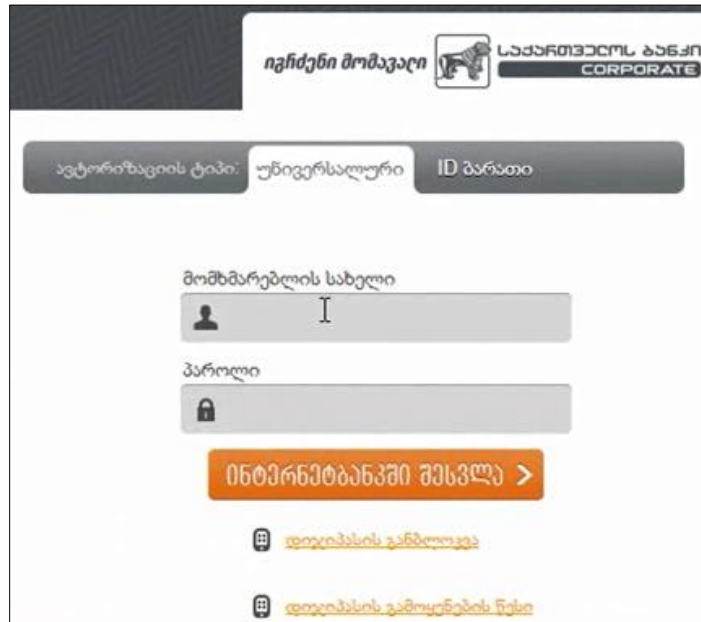 იგრძენი მომავალი
საქართველოს ბანკი
CORPORATE
ავტორიზაციის ტიპი:
უნივერსალური
ID ბარათი
მომხმარებლის სახელი
პაროლი
ინტერნეტბანკში შესვლა >
დიჯიპასის განბლოკვა
დიჯიპასის გამოყენების წესი